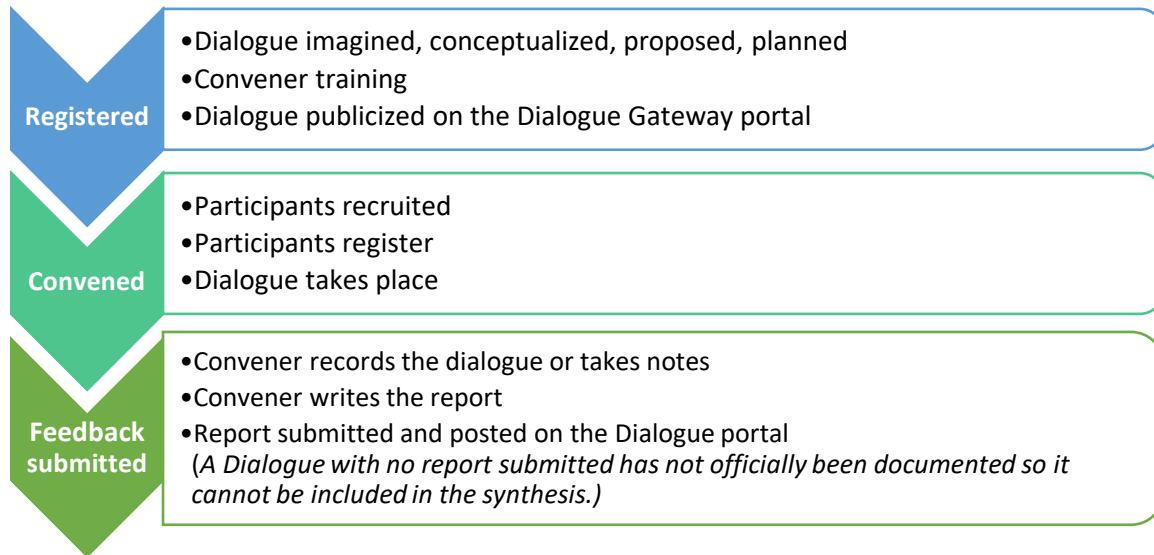 Registered
•Dialogue imagined, conceptualized, proposed, planned
•Convener training
•Dialogue publicized on the Dialogue Gateway portal
Convened
•Participants recruited
•Participants register
•Dialogue takes place
Feedback
submitted
•Convener records the dialogue or takes notes
•Convener writes the report
•Report submitted and posted on the Dialogue portal
(A Dialogue with no report submitted has not officially been documented so it
cannot be included in the synthesis.)